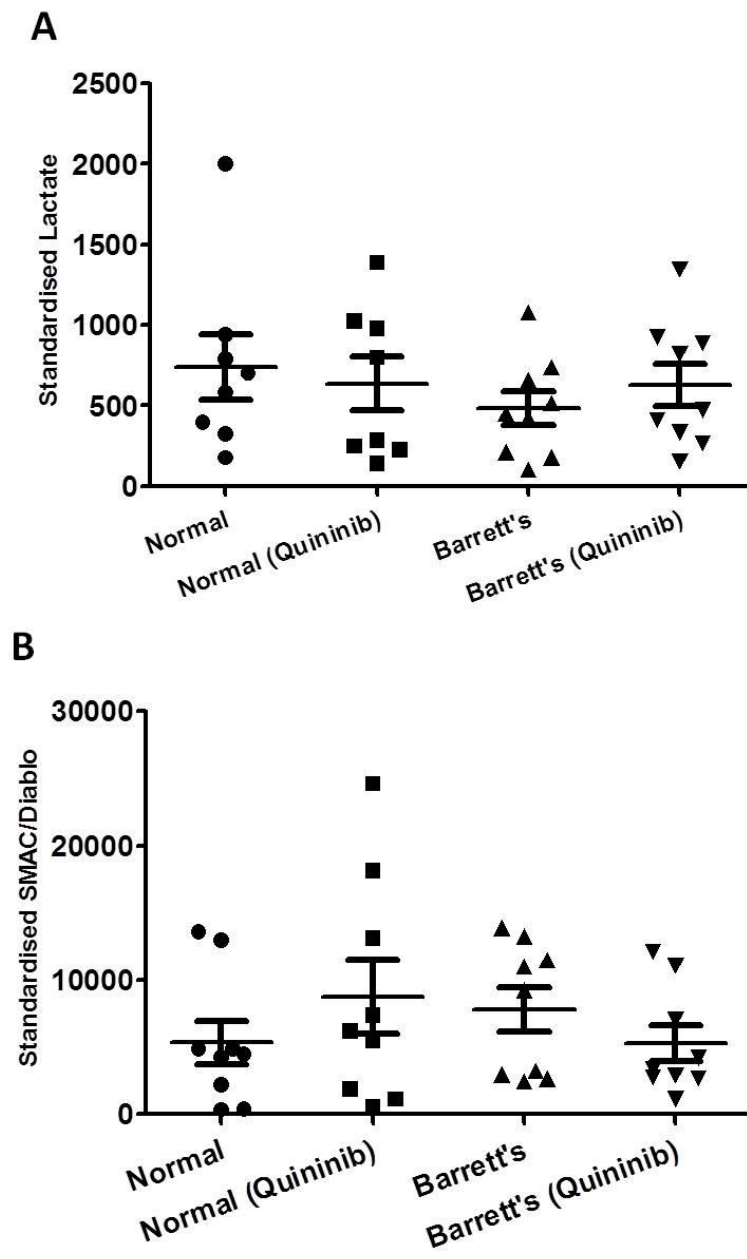 A
Standardised Lactate
2500
2000
1500
1000
500
0
Normal
Normal (Quininib)
Barrett's
Barrett's (Quininib)
B
Standardised SMAC/Diablo
30000
20000
10000
0
Normal
Normal (Quininib)
Barrett's
Barrett's (Quininib)